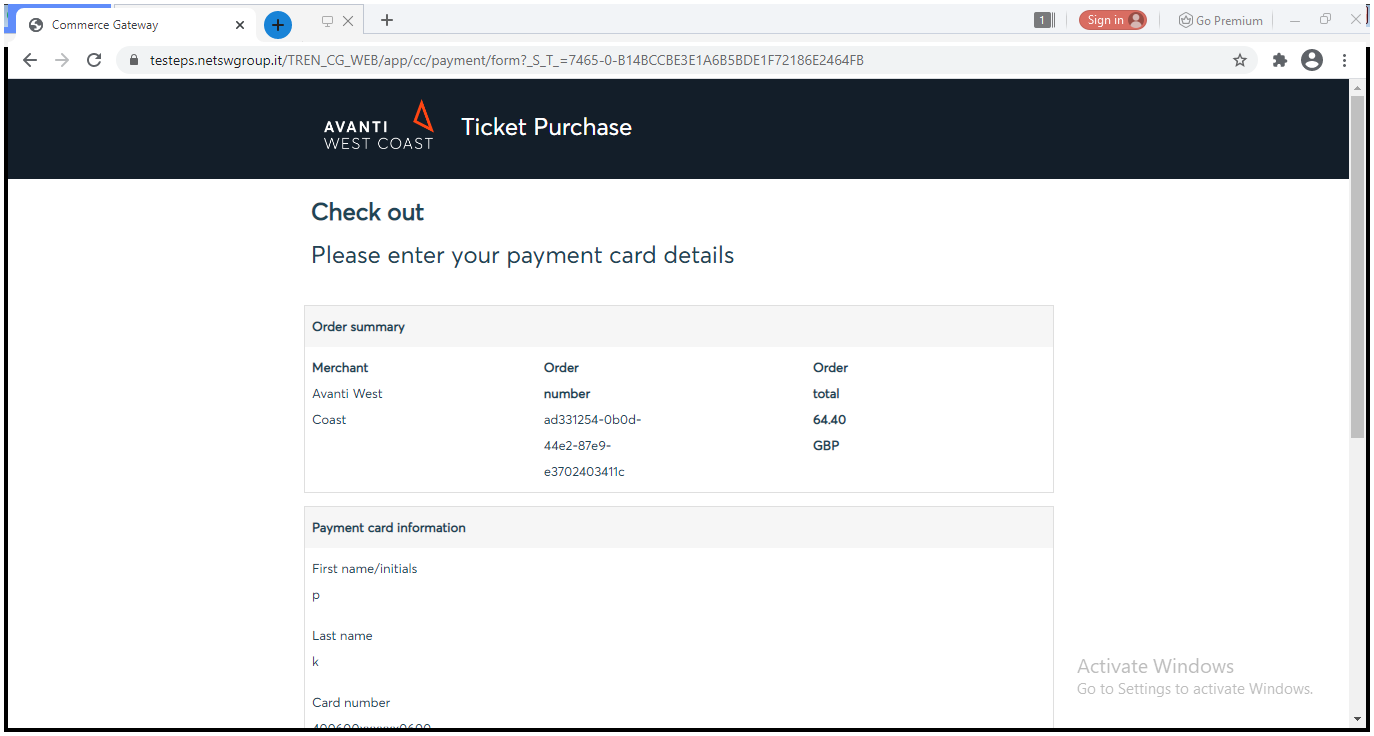 Commerce Gateway
1
Sign in
Go Premium
testeps.netswgroup.it/TREN_CG_WEB/app/cc/payment/form?_S_T_=7465-0-B14BCCBE3E1A6B5BDE1F72186E2464FB
AVANTI
WEST COAST
Ticket Purchase
Check out
Please enter your payment card details
Order summary
Merchant
Avanti West
Coast
Order
number
ad331254-0b0d-
44e2-87e9-
e3702403411c
Order
total
64.40
GBP
Payment card information
First name/initials
p
Last name
k
Card number
400600xxxxxx0600
Activate Windows
Go to Settings to activate Windows.